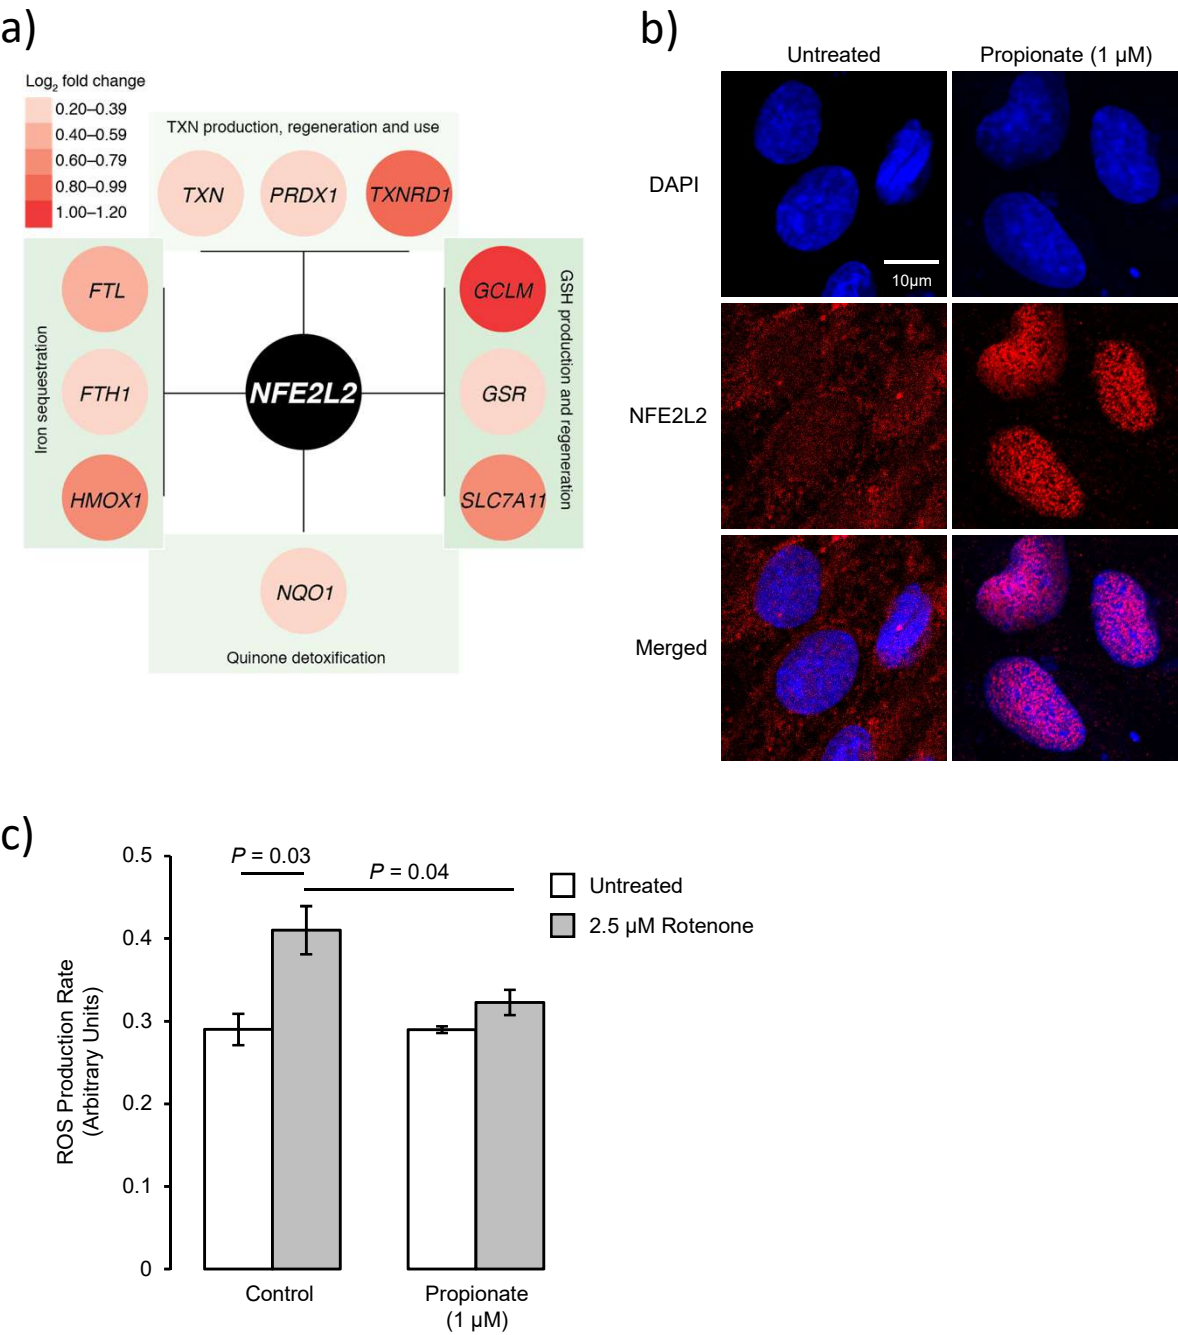 a)
Log2 fold change
0.20–0.39
0.40–0.59
0.60–0.79
0.80–0.99
1.00–1.20
TXN production, regeneration and use
TXN
PRDX1
TXNRD1
Iron sequestration
FTL
FTH1
HMOX1
NFE2L2
GCLM
GSR
SLC7A11
GSH production and regeneration
NQO1
Quinone detoxification
b)
Untreated
Propionate (1 µM)
DAPI
10µm
NFE2L2
Merged
c)
ROS Production Rate
(Arbitrary Units)
0.5
0.4
0.3
0.2
0.1
0
P = 0.03
P = 0.04
Untreated
2.5 µM Rotenone
Control
Propionate
(1 µM)